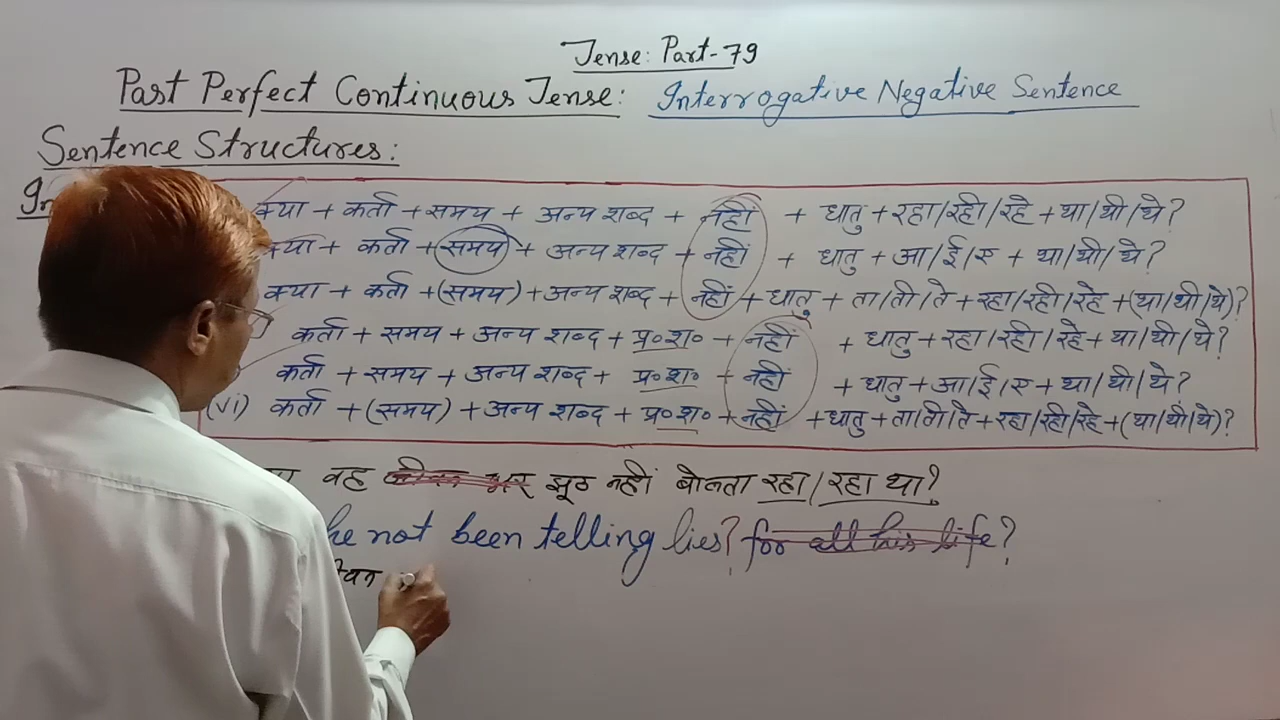 Tense: Part-79
Past Perfect Continuous Tense: Interrogative Negative Sentence
Sentence Structures:
क्या + कर्ता + समय + अन्य शब्द + नहीं + धातु + रहा/रही/रहे + था/थी/थे?
क्या + कर्ता + समय + अन्य शब्द + नहीं + धातु + आ/ई/ए + था/थी/थे?
क्या + कर्ता + (समय) + अन्य शब्द + नहीं + धातु + ता/ती/ते + रहा/रही/रहे + (था/थी/थे)?
कर्ता + समय + अन्य शब्द + प्र०श० + नहीं + धातु + रहा/रही/रहे + था/थी/थे?
कर्ता + समय + अन्य शब्द + प्र०श० + नहीं + धातु + आ/ई/ए + था/थी/थे?
(vi) कर्ता + (समय) + अन्य शब्द + प्र०श० + नहीं + धातु + ता/ती/ते + रहा/रही/रहे + (था/थी/थे)?
वह जीवन भर झूठ नहीं बोलता रहा/रहा था?
he not been telling lies? for all his life?